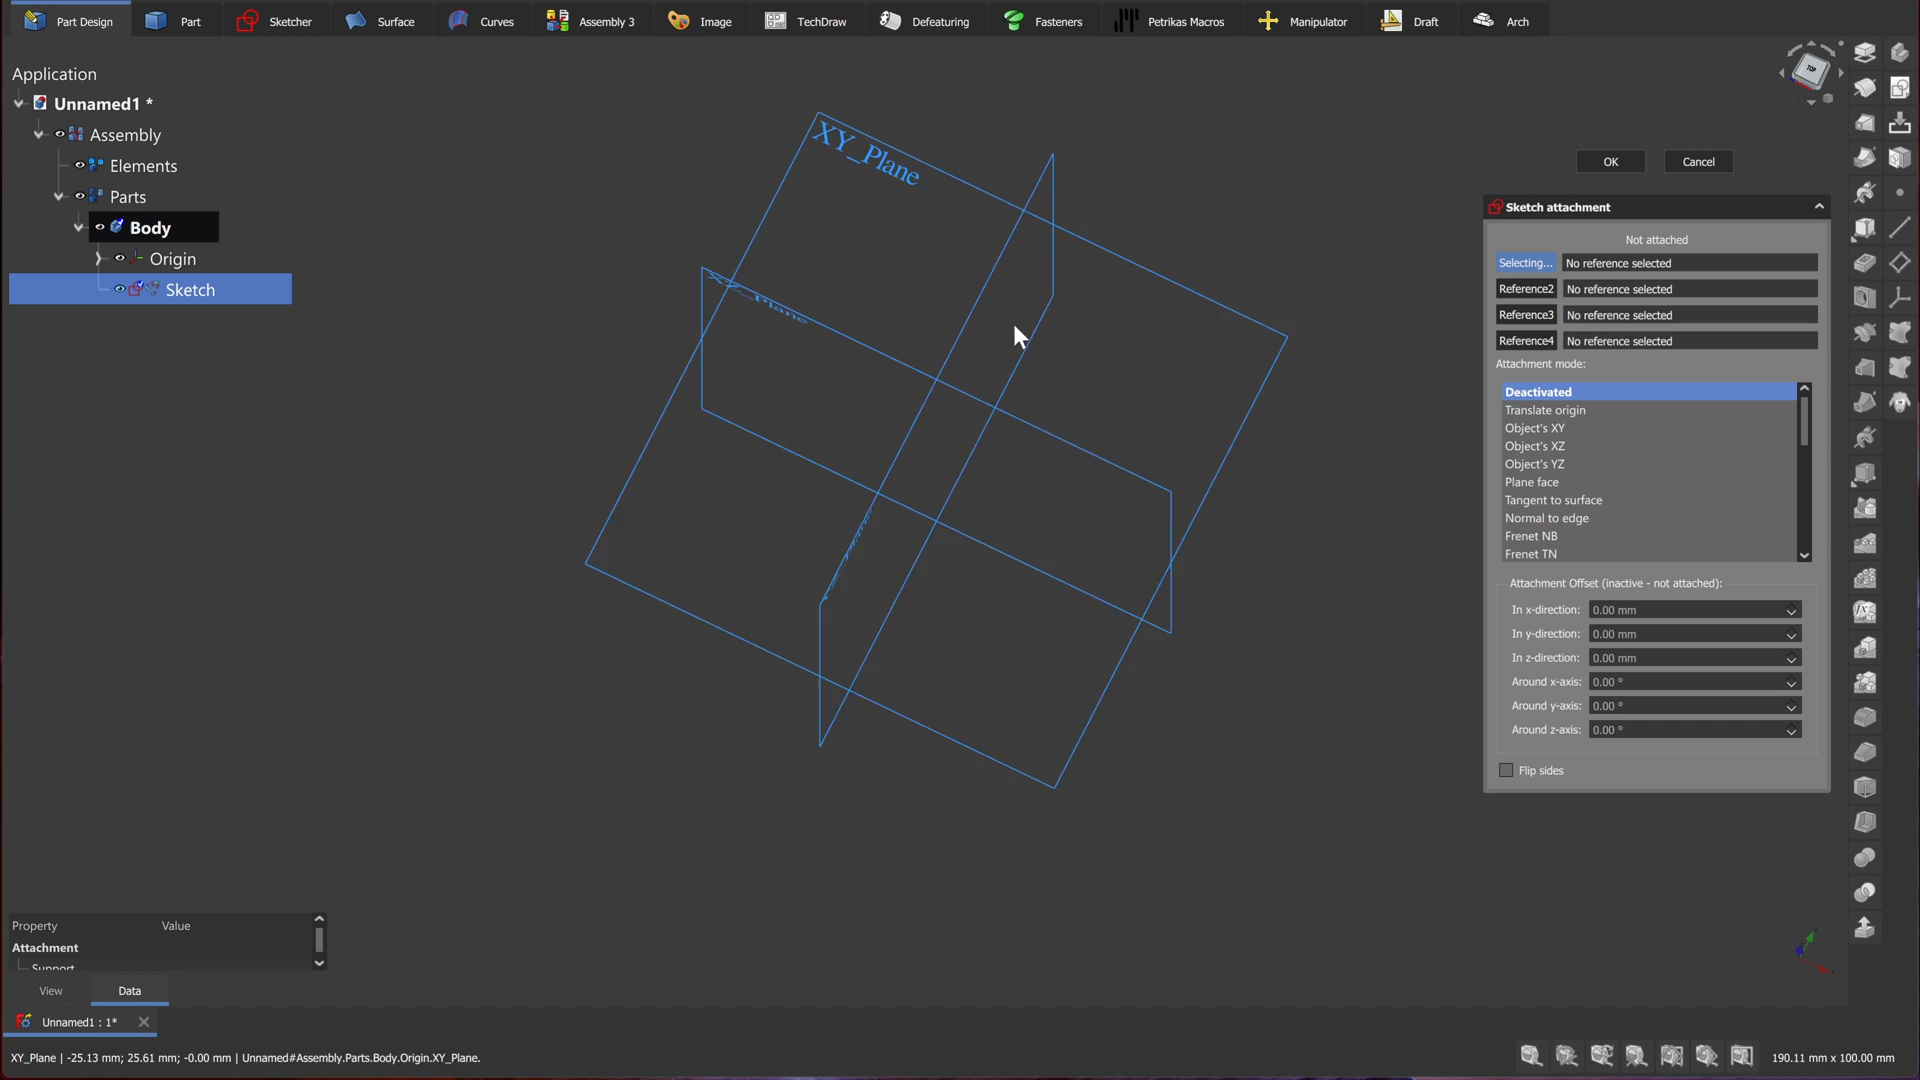 Part Design
Part
Sketcher
Surface
Curves
Assembly 3
Image
TechDraw
Defeaturing
Fasteners
Petrikas Macros
Manipulator
Draft
Arch
Application
Unnamed1 *
Assembly
Elements
Parts
Body
Origin
Sketch
XY_Plane
XZ_Plane
TOP
OK
Cancel
Sketch attachment
Not attached
Selecting... No reference selected
Reference2 No reference selected
Reference3 No reference selected
Reference4 No reference selected
Attachment mode:
Deactivated
Translate origin
Object's XY
Object's XZ
Object's YZ
Plane face
Tangent to surface
Normal to edge
Frenet NB
Frenet TN
Attachment Offset (inactive - not attached):
In x-direction: 0.00 mm
In y-direction: 0.00 mm
In z-direction: 0.00 mm
Around x-axis: 0.00 °
Around y-axis: 0.00 °
Around z-axis: 0.00 °
Flip sides
Property Value
Attachment
Support
View
Data
Unnamed1 : 1*
XY_Plane | -25.13 mm; 25.61 mm; -0.00 mm | Unnamed#Assembly.Parts.Body.Origin.XY_Plane.
190.11 mm x 100.00 mm